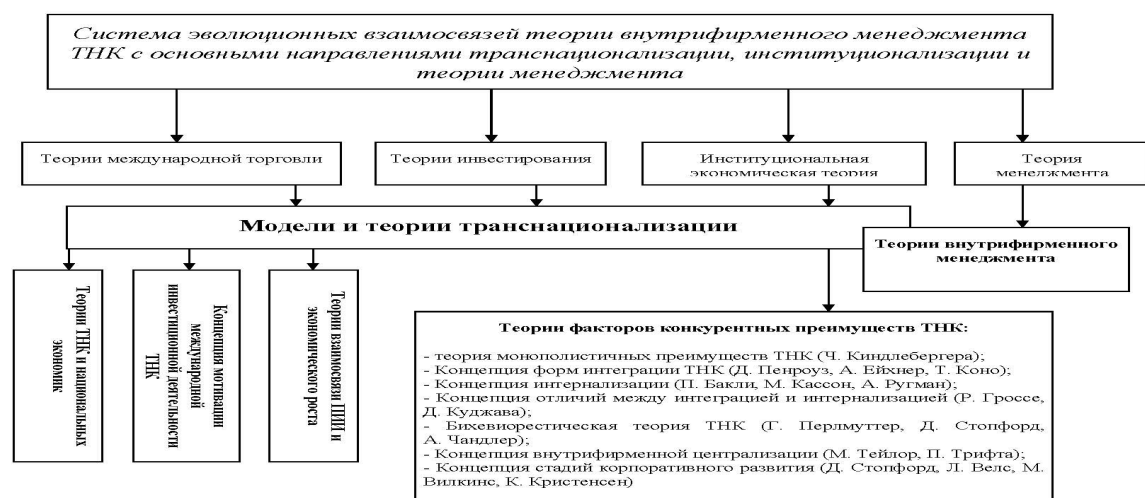 Система эволюционных взаимосвязей теории внутрифирменного менеджмента
ТНК с основными направлениями транснационализации, институционализации и
теории менеджмента
Теории международной торговли
Теории инвестирования
Институциональная
экономическая теория
Теория
менеджмента
Модели и теории транснационализации
Теории внутрифирменного
менеджмента
Теории ТНК и национальных
экономик
Концепция мотивации
международной
инвестиционной деятельности
ТНК
Теории взаимосвязи ПИИ и
экономического роста
Теории факторов конкурентных преимуществ ТНК:
- теория монополистичных преимуществ ТНК (Ч. Киндлебергера);
- Концепция форм интеграции ТНК (Д. Пенроуз, А. Ейхнер, Т. Коно);
- Концепция интернализации (П. Бакли, М. Кассон, А. Ругман);
- Концепция отличий между интеграцией и интернализацией (Р. Гроссе,
Д. Куджава);
- Бихевиорестическая теория ТНК (Г. Перлмуттер, Д. Стопфорд,
А. Чандлер);
- Концепция внутрифирменной централизации (М. Тейлор, П. Трифта);
- Концепция стадий корпоративного развития (Д. Стопфорд, Л. Велс, М.
Вилкинс, К. Кристенсен)